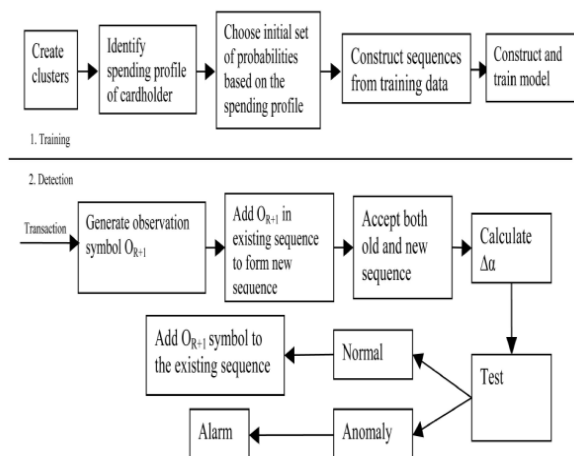 Create
clusters
Identify
spending profile
of cardholder
Choose initial set
of probabilities
based on the
spending profile
Construct sequences
from training data
Construct and
train model
1. Training
2. Detection
Transaction
Generate observation
symbol O_{R+1}
Add O_{R+1} in
existing sequence
to form new
sequence
Accept both
old and new
sequence
Calculate
Δα
Add O_{R+1} symbol to
the existing sequence
Normal
Test
Alarm
Anomaly